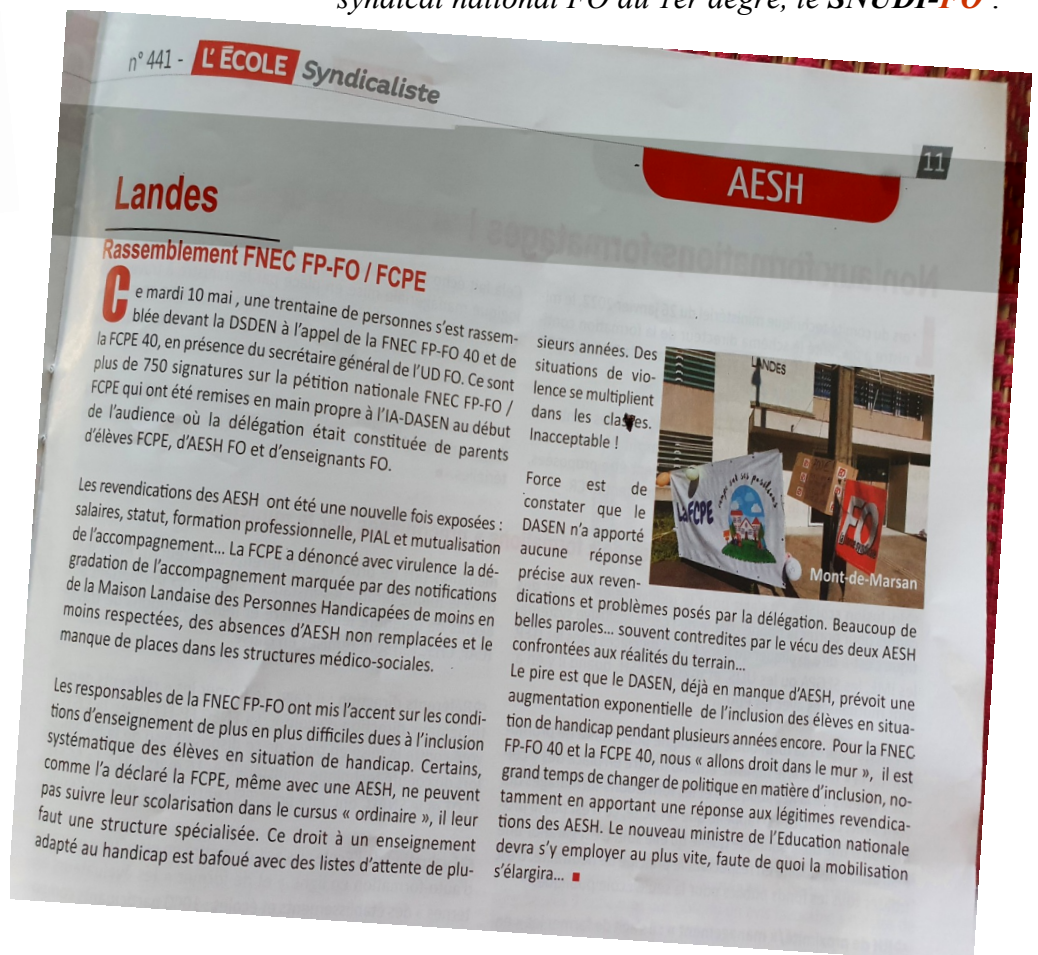 syndicat national FO du 1er degré, le SNUDI-FO .
n° 441 - L'ÉCOLE Syndicaliste
11
AESH
Landes
Rassemblement FNEC FP-FO / FCPE
Ce mardi 10 mai , une trentaine de personnes s'est rassem-
blée devant la DSDEN à l'appel de la FNEC FP-FO 40 et de
la FCPE 40, en présence du secrétaire général de l'UD FO. Ce sont
plus de 750 signatures sur la pétition nationale FNEC FP-FO /
FCPE qui ont été remises en main propre à l'IA-DASEN au début
de l'audience où la délégation était constituée de parents
d'élèves FCPE, d'AESH FO et d'enseignants FO.
Les revendications des AESH ont été une nouvelle fois exposées :
salaires, statut, formation professionnelle, PIAL et mutualisation
de l'accompagnement... La FCPE a dénoncé avec virulence la dé-
gradation de l'accompagnement marquée par des notifications
de la Maison Landaise des Personnes Handicapées de moins en
moins respectées, des absences d'AESH non remplacées et le
manque de places dans les structures médico-sociales.
Les responsables de la FNEC FP-FO ont mis l'accent sur les condi-
tions d'enseignement de plus en plus difficiles dues à l'inclusion
systématique des élèves en situation de handicap. Certains,
comme l'a déclaré la FCPE, même avec une AESH, ne peuvent
pas suivre leur scolarisation dans le cursus « ordinaire », il leur
faut une structure spécialisée. Ce droit à un enseignement
adapté au handicap est bafoué avec des listes d'attente de plu-
sieurs années. Des
situations de vio-
lence se multiplient
dans les classes.
Inacceptable !
Force est de
constater que le
DASEN n'a apporté
aucune réponse
précise aux reven-
dications et problèmes posés par la délégation. Beaucoup de
belles paroles... souvent contredites par le vécu des deux AESH
confrontées aux réalités du terrain...
Le pire est que le DASEN, déjà en manque d'AESH, prévoit une
augmentation exponentielle de l'inclusion des élèves en situa-
tion de handicap pendant plusieurs années encore. Pour la FNEC
FP-FO 40 et la FCPE 40, nous « allons droit dans le mur », il est
grand temps de changer de politique en matière d'inclusion, no-
tamment en apportant une réponse aux légitimes revendica-
tions des AESH. Le nouveau ministre de l'Education nationale
devra s'y employer au plus vite, faute de quoi la mobilisation
s'élargira...
LANDES
La FCPE
FO
Mont-de-Marsan